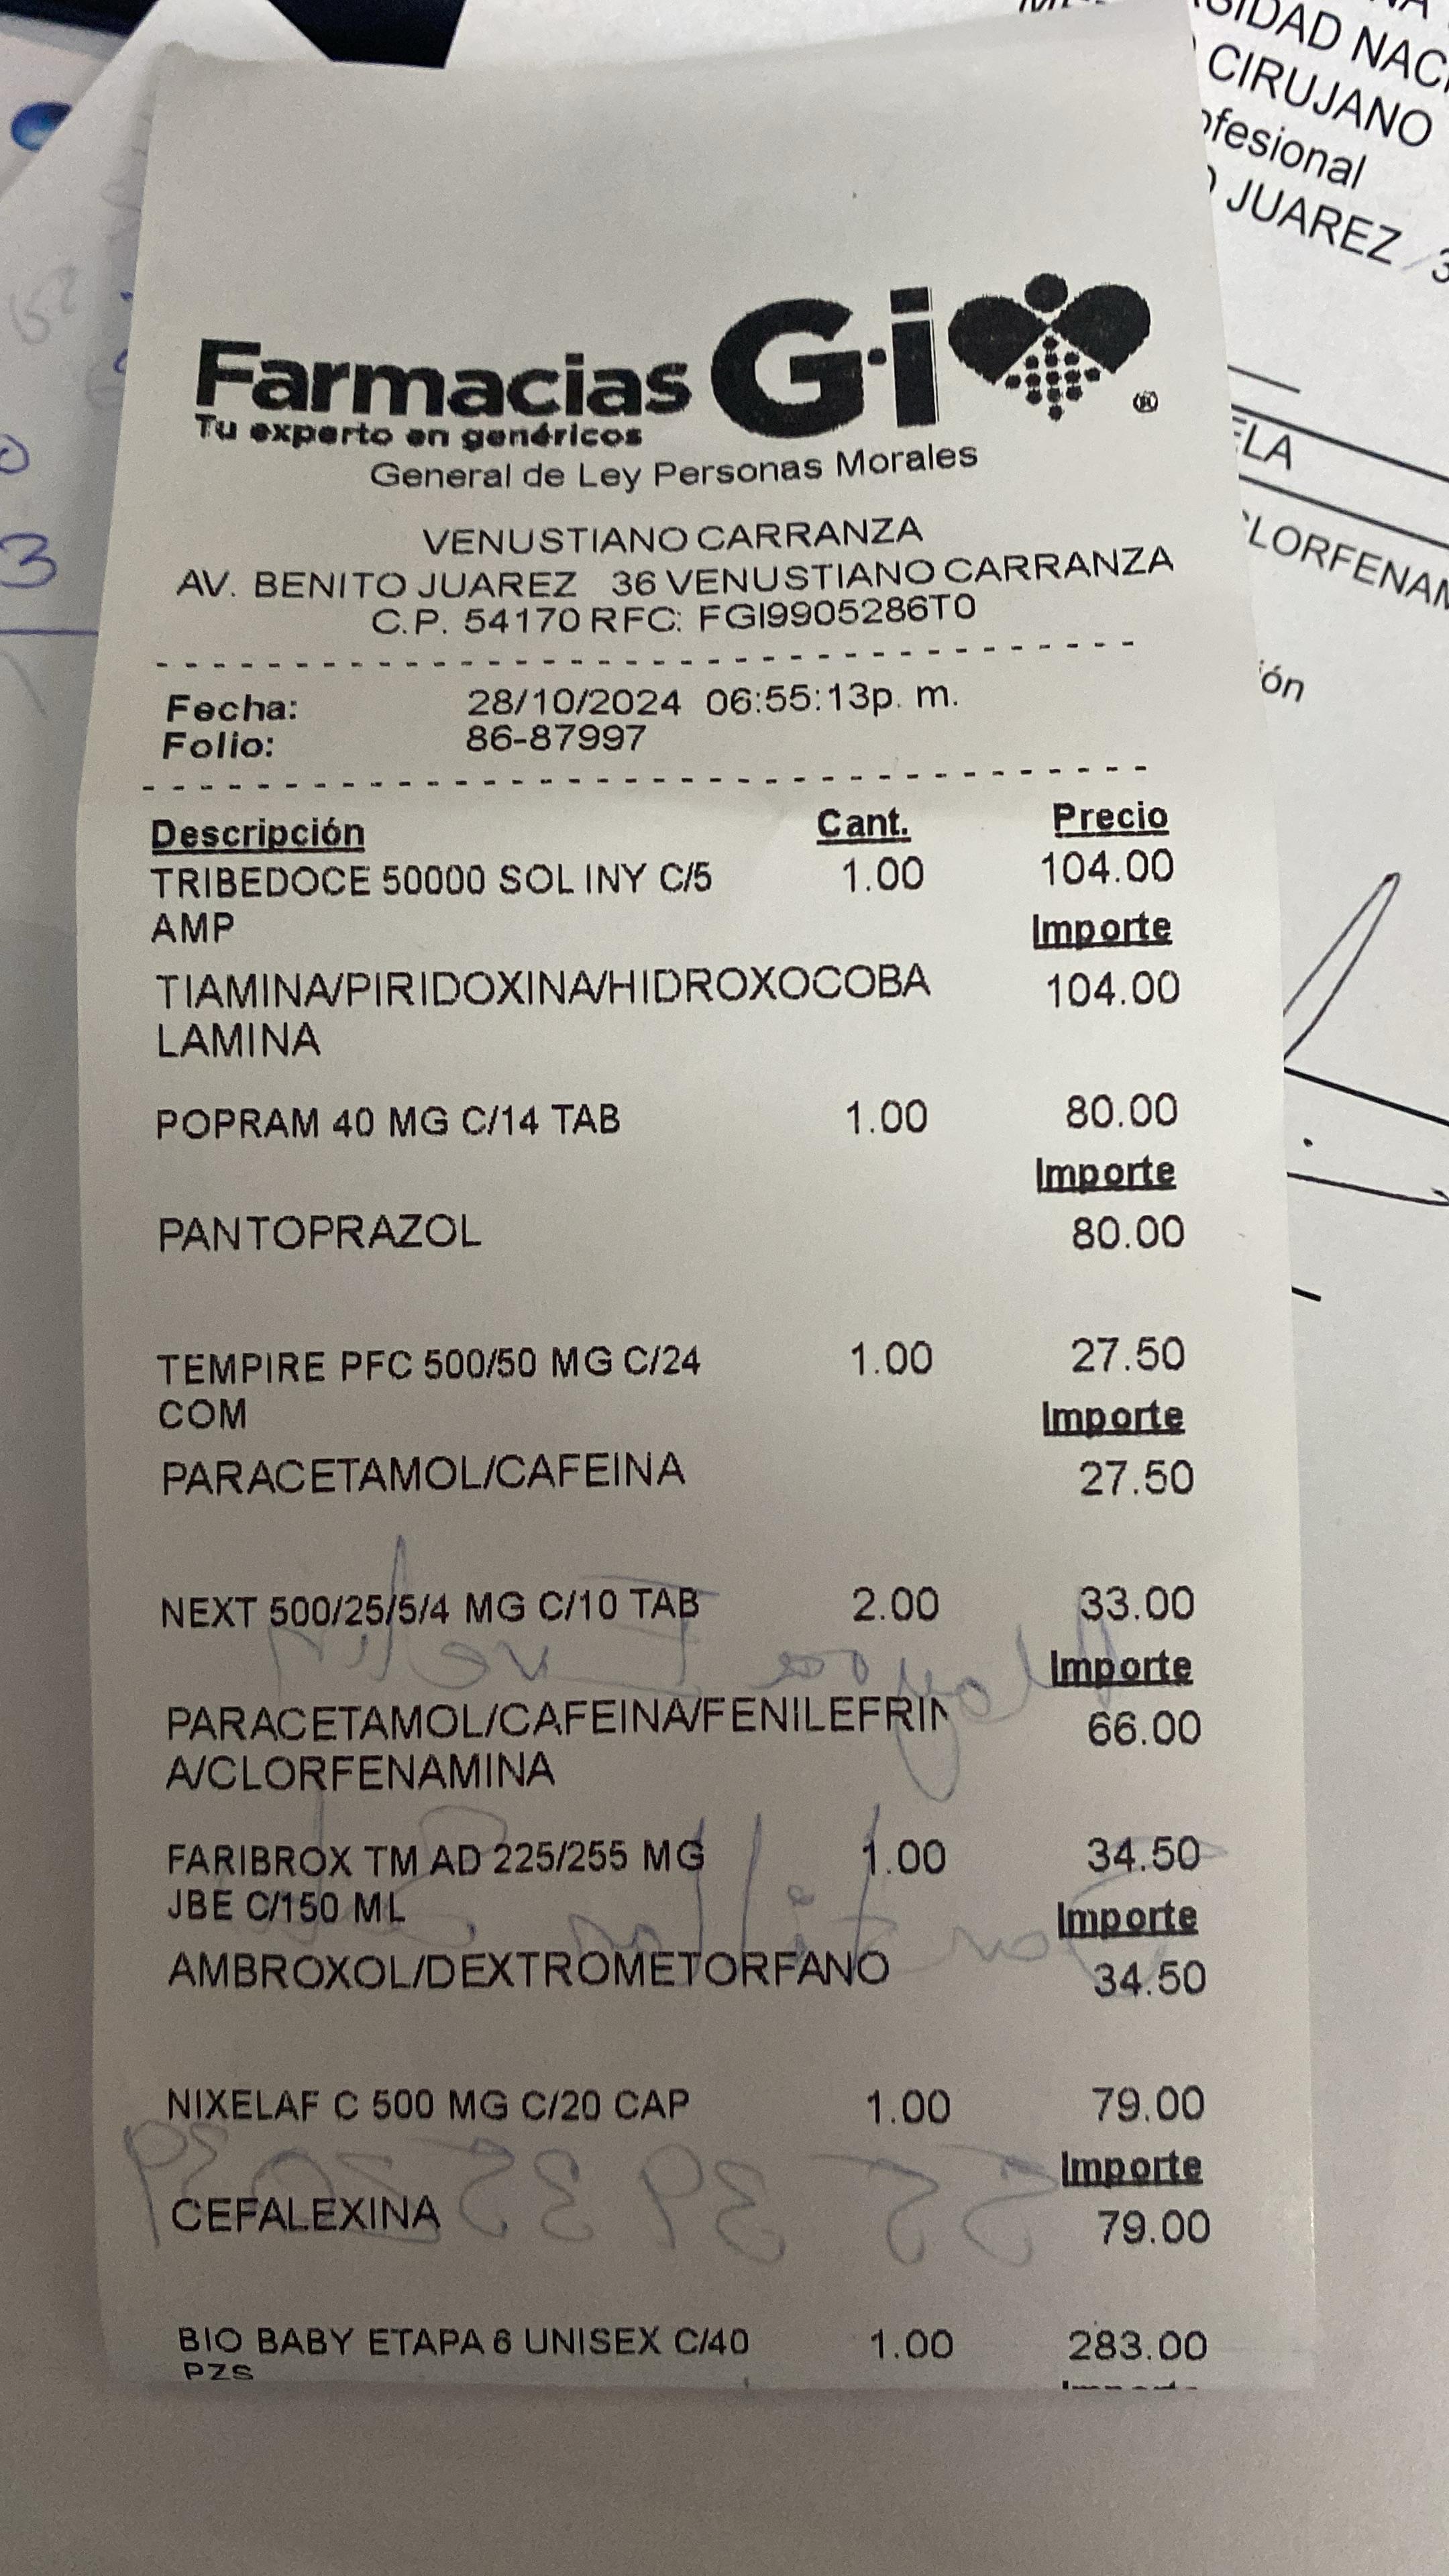 SIDAD NAC
CIRUJANO
ofesional
JUAREZ
Farmacias G·i ®
Tu experto en genéricos
General de Ley Personas Morales
VENUSTIANO CARRANZA
AV. BENITO JUAREZ 36 VENUSTIANO CARRANZA
C.P. 54170 RFC: FGI9905286T0
Fecha: 28/10/2024 06:55:13p. m.
Folio: 86-87997
Descripción Cant. Precio
TRIBEDOCE 50000 SOL INY C/5 1.00 104.00
AMP Importe
TIAMINA/PIRIDOXINA/HIDROXOCOBA 104.00
LAMINA
POPRAM 40 MG C/14 TAB 1.00 80.00
Importe
PANTOPRAZOL 80.00
TEMPIRE PFC 500/50 MG C/24 1.00 27.50
COM Importe
PARACETAMOL/CAFEINA 27.50
NEXT 500/25/5/4 MG C/10 TAB 2.00 33.00
Importe
PARACETAMOL/CAFEINA/FENILEFRIN 66.00
A/CLORFENAMINA
FARIBROX TM AD 225/255 MG 1.00 34.50
JBE C/150 ML Importe
AMBROXOL/DEXTROMETORFANO 34.50
NIXELAF C 500 MG C/20 CAP 1.00 79.00
Importe
CEFALEXINA 79.00
BIO BABY ETAPA 6 UNISEX C/40 1.00 283.00
PZS
ELA
CLORFENAM
ión
3